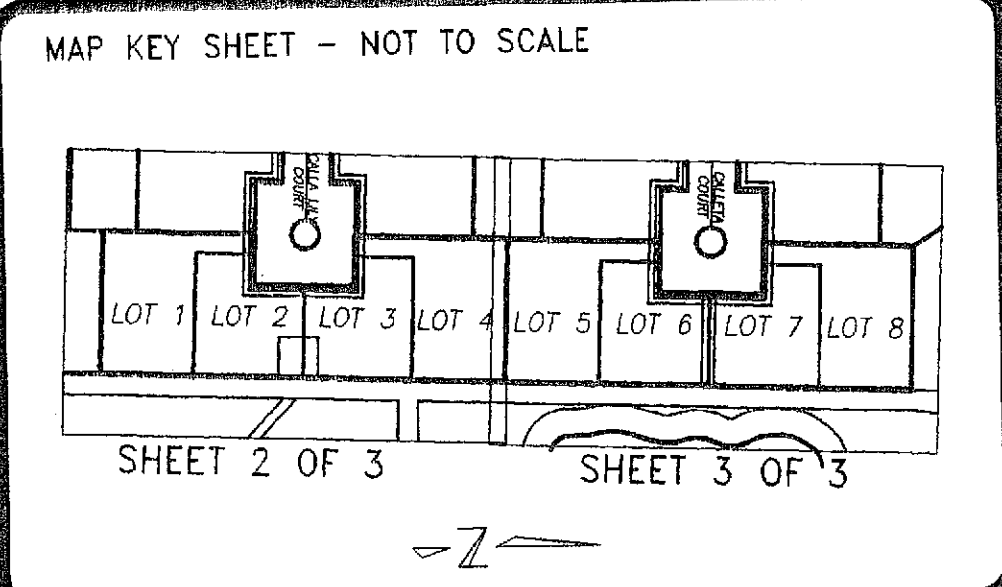 MAP KEY SHEET - NOT TO SCALE
CALLA LILY
COURT
CALLETA
COURT
LOT 1
LOT 2
LOT 3
LOT 4
LOT 5
LOT 6
LOT 7
LOT 8
SHEET 2 OF 3
SHEET 3 OF 3
N